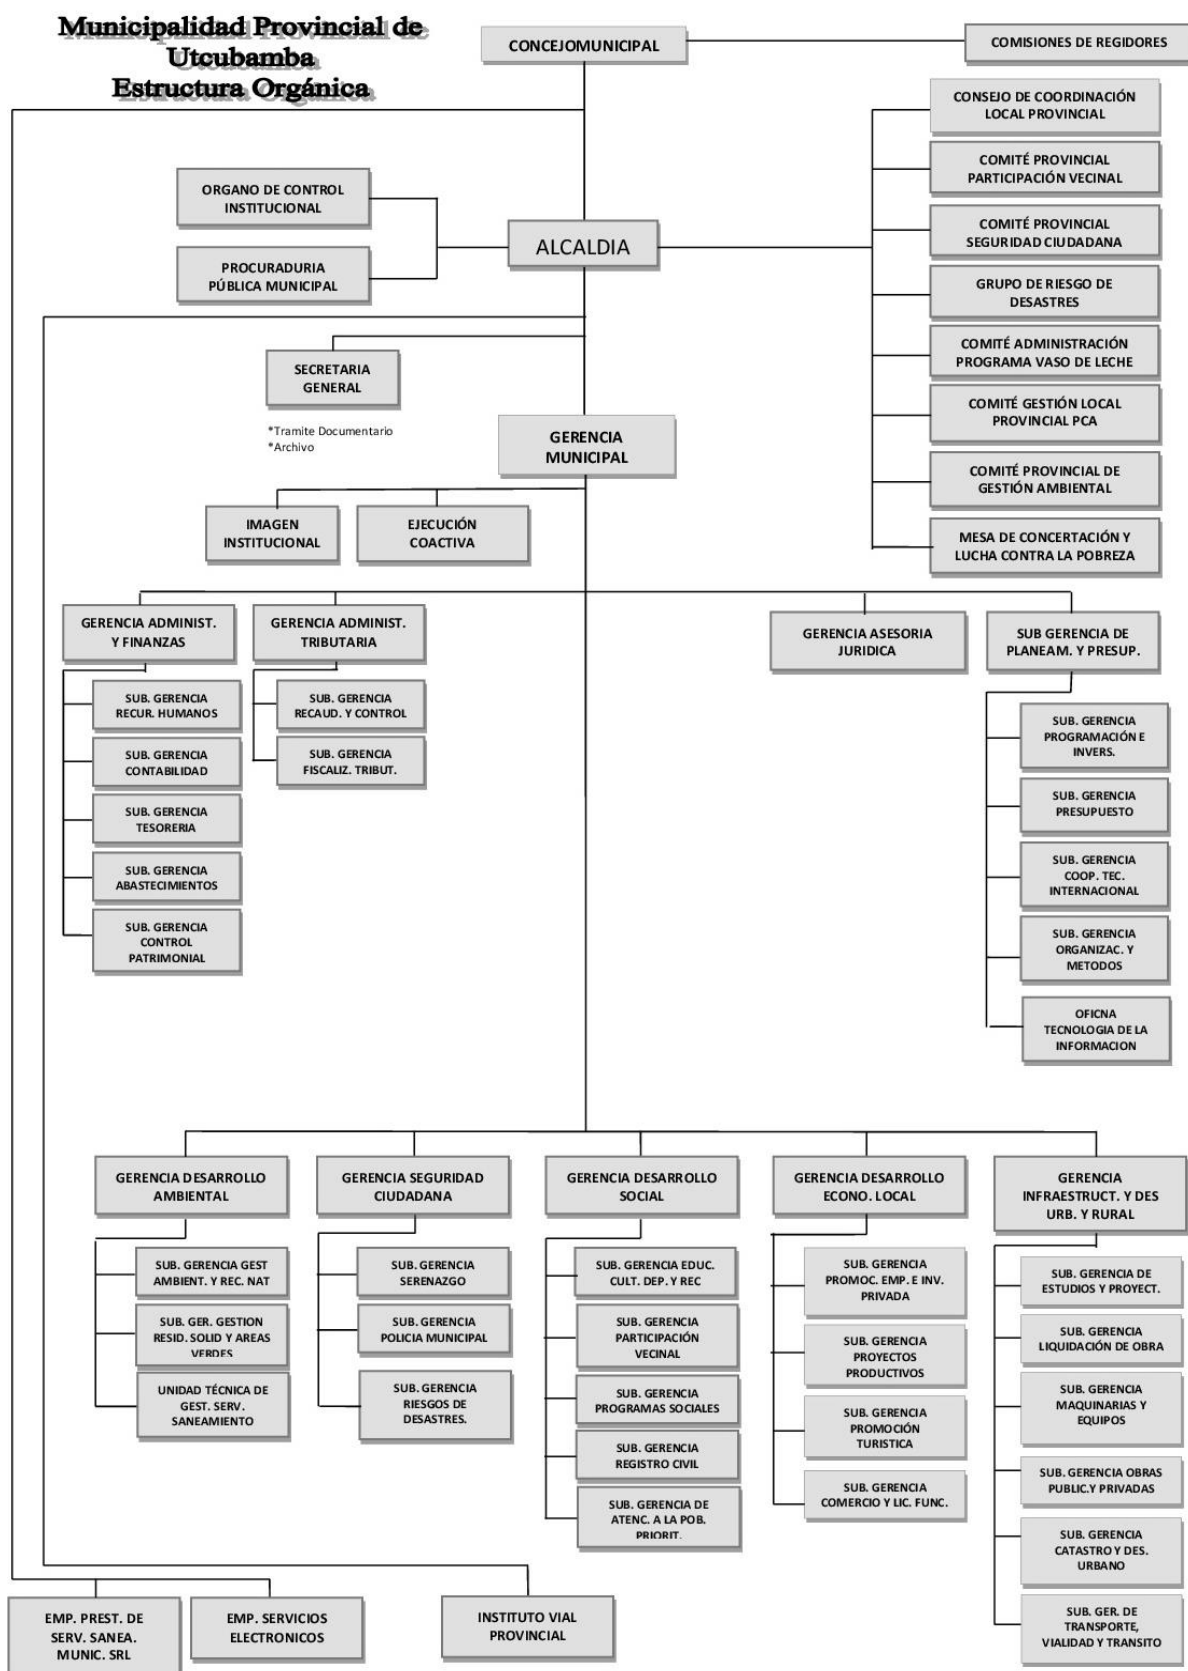 Municipalidad Provincial de
Utcubamba
Estructura Orgánica
CONCEJOMUNICIPAL
COMISIONES DE REGIDORES
CONSEJO DE COORDINACIÓN
LOCAL PROVINCIAL
COMITÉ PROVINCIAL
PARTICIPACIÓN VECINAL
COMITÉ PROVINCIAL
SEGURIDAD CIUDADANA
GRUPO DE RIESGO DE
DESASTRES
COMITÉ ADMINISTRACIÓN
PROGRAMA VASO DE LECHE
COMITÉ GESTIÓN LOCAL
PROVINCIAL PCA
COMITÉ PROVINCIAL DE
GESTIÓN AMBIENTAL
MESA DE CONCERTACIÓN Y
LUCHA CONTRA LA POBREZA
ORGANO DE CONTROL
INSTITUCIONAL
PROCURADURIA
PÚBLICA MUNICIPAL
ALCALDIA
SECRETARIA
GENERAL
*Tramite Documentario
*Archivo
GERENCIA
MUNICIPAL
IMAGEN
INSTITUCIONAL
EJECUCIÓN
COACTIVA
GERENCIA ADMINIST.
Y FINANZAS
SUB. GERENCIA
RECUR. HUMANOS
SUB. GERENCIA
CONTABILIDAD
SUB. GERENCIA
TESORERIA
SUB. GERENCIA
ABASTECIMIENTOS
SUB. GERENCIA
CONTROL
PATRIMONIAL
GERENCIA ADMINIST.
TRIBUTARIA
SUB. GERENCIA
RECAUD. Y CONTROL
SUB. GERENCIA
FISCALIZ. TRIBUT.
GERENCIA ASESORIA
JURIDICA
SUB GERENCIA DE
PLANEAM. Y PRESUP.
SUB. GERENCIA
PROGRAMACIÓN E
INVERS.
SUB. GERENCIA
PRESUPUESTO
SUB. GERENCIA
COOP. TEC.
INTERNACIONAL
SUB. GERENCIA
ORGANIZAC. Y
METODOS
OFICNA
TECNOLOGIA DE LA
INFORMACION
GERENCIA DESARROLLO
AMBIENTAL
SUB. GERENCIA GEST
AMBIENT. Y REC. NAT
SUB. GER. GESTION
RESID. SOLID Y AREAS
VERDES
UNIDAD TÉCNICA DE
GEST. SERV.
SANEAMIENTO
GERENCIA SEGURIDAD
CIUDADANA
SUB. GERENCIA
SERENAZGO
SUB. GERENCIA
POLICIA MUNICIPAL
SUB. GERENCIA
RIESGOS DE
DESASTRES.
GERENCIA DESARROLLO
SOCIAL
SUB. GERENCIA EDUC.
CULT. DEP. Y REC
SUB. GERENCIA
PARTICIPACIÓN
VECINAL
SUB. GERENCIA
PROGRAMAS SOCIALES
SUB. GERENCIA
REGISTRO CIVIL
SUB. GERENCIA DE
ATENC. A LA POB.
PRIORIT.
GERENCIA DESARROLLO
ECONO. LOCAL
SUB. GERENCIA
PROMOC. EMP. E INV.
PRIVADA
SUB. GERENCIA
PROYECTOS
PRODUCTIVOS
SUB. GERENCIA
PROMOCIÓN
TURISTICA
SUB. GERENCIA
COMERCIO Y LIC. FUNC.
GERENCIA
INFRAESTRUCT. Y DES
URB. Y RURAL
SUB. GERENCIA DE
ESTUDIOS Y PROYECT.
SUB. GERENCIA
LIQUIDACIÓN DE OBRA
SUB. GERENCIA
MAQUINARIAS Y
EQUIPOS
SUB. GERENCIA OBRAS
PUBLIC.Y PRIVADAS
SUB. GERENCIA
CATASTRO Y DES.
URBANO
SUB. GER. DE
TRANSPORTE,
VIALIDAD Y TRANSITO
EMP. PREST. DE
SERV. SANEA.
MUNIC. SRL
EMP. SERVICIOS
ELECTRONICOS
INSTITUTO VIAL
PROVINCIAL